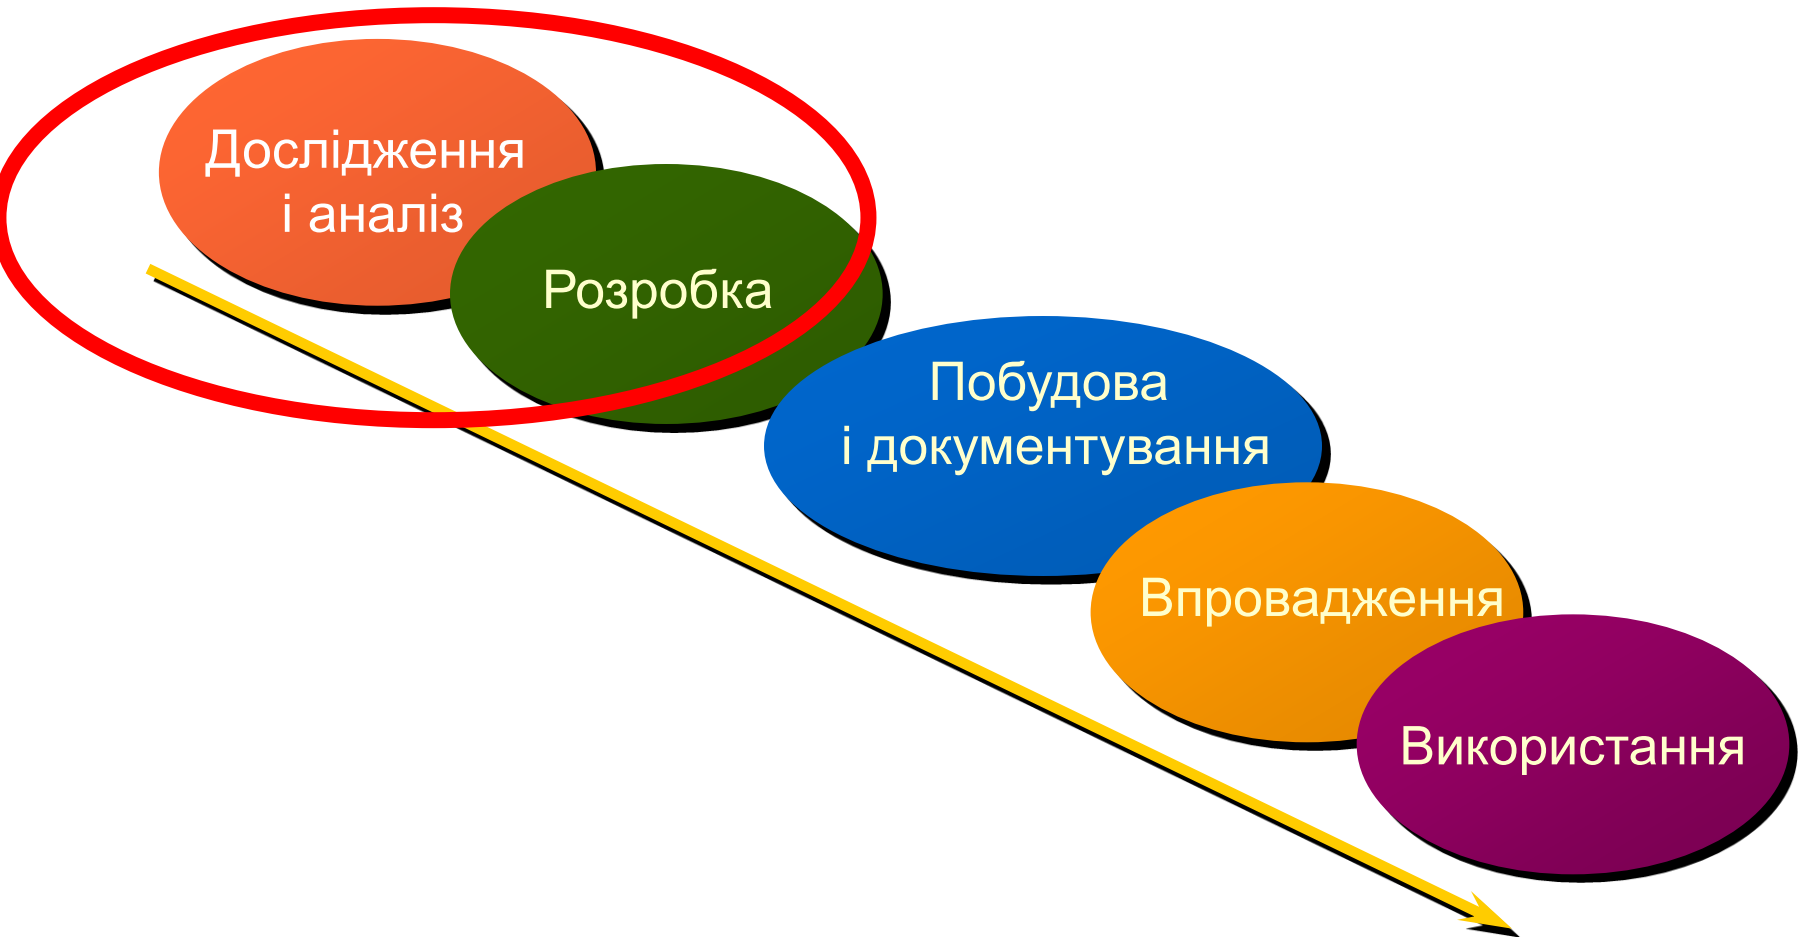 Дослідження
і аналіз
Розробка
Побудова
і документування
Впровадження
Використання